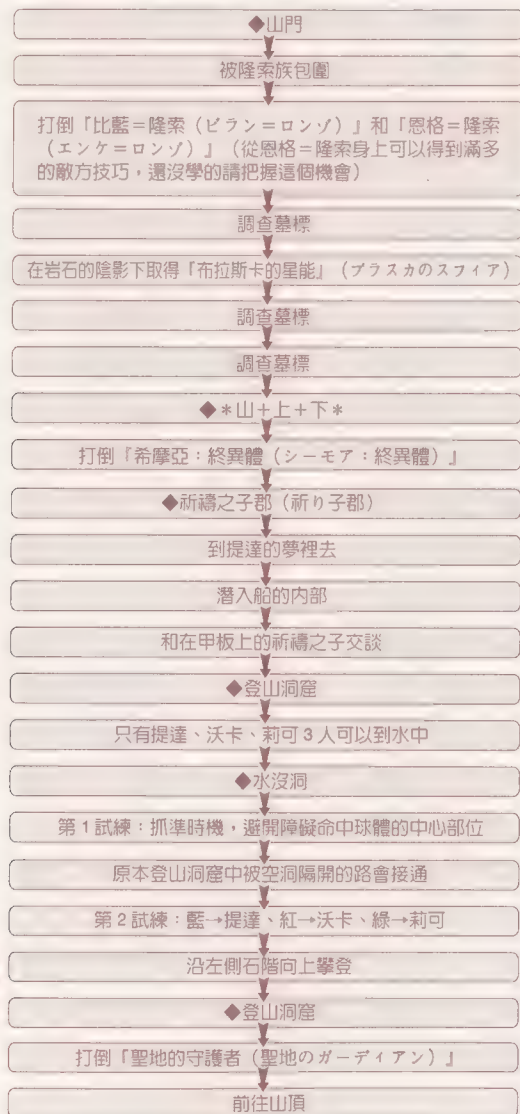 ◆山門
被隆索族包圍
打倒『比藍＝隆索（ビラン＝ロンゾ）』和『恩格＝隆索
（エンケ＝ロンゾ）』（從恩格＝隆索身上可以得到滿多
的敵方技巧，還沒學的請把握這個機會）
調查墓標
在岩石的陰影下取得『布拉斯卡的星能』（ブラスカのスフィア）
調查墓標
調查墓標
◆＊山＋上＋下＊
打倒『希摩亞：終異體（シーモア：終異體）』
◆祈禱之子郡（祈り子郡）
到提達的夢裡去
潛入船的內部
和在甲板上的祈禱之子交談
◆登山洞窟
只有提達、沃卡、莉可3人可以到水中
◆水沒洞
第1試練：抓準時機，避開障礙命中球體的中心部位
原本登山洞窟中被空洞隔開的路會接通
第2試練：藍→提達、紅→沃卡、綠→莉可
沿左側石階向上攀登
◆登山洞窟
打倒『聖地的守護者（聖地のガーディアン）』
前往山頂